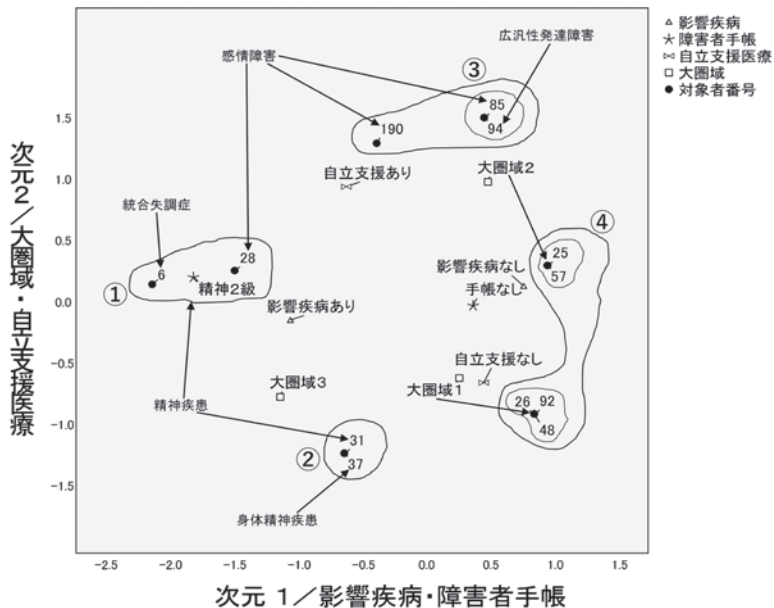 広汎性発達障害
感情障害
③
85
190
94
自立支援あり
大圏域2
統合失調症
④
28
25
6
57
影響疾病なし
①
精神2級
手帳なし
影響疾病あり
自立支援なし
大圏域3
大圏域1
精神疾患
26 92
48
31
②
37
身体精神疾患
影響疾病
障害者手帳
自立支援医療
大圏域
対象者番号
次元2/大圏域・自立支援医療
1.5
1.0
0.5
0.0
-0.5
-1.0
-1.5
-2.5 -2.0 -1.5 -1.0 -0.5 0.0 0.5 1.0 1.5
次元 1/影響疾病・障害者手帳